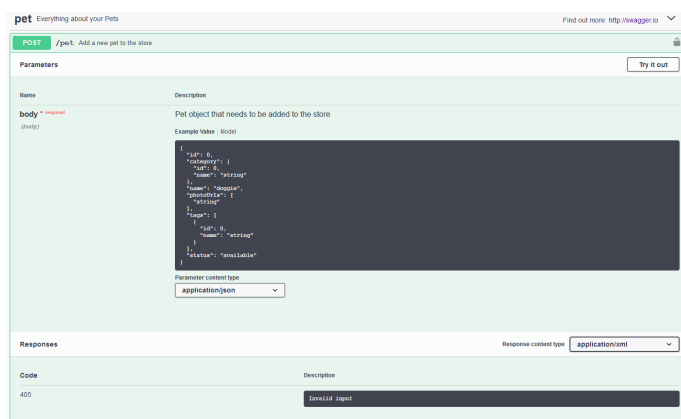 pet Everything about your Pets Find out more: http://swagger.io
POST /pet Add a new pet to the store
Parameters Try it out
Name Description
body * required Pet object that needs to be added to the store
(body)
Example Value Model
{
"id": 0,
"category": {
"id": 0,
"name": "string"
},
"name": "doggie",
"photoUrls": [
"string"
],
"tags": [
{
"id": 0,
"name": "string"
}
],
"status": "available"
}
Parameter content type
application/json
Responses Response content type application/xml
Code Description
405 Invalid input